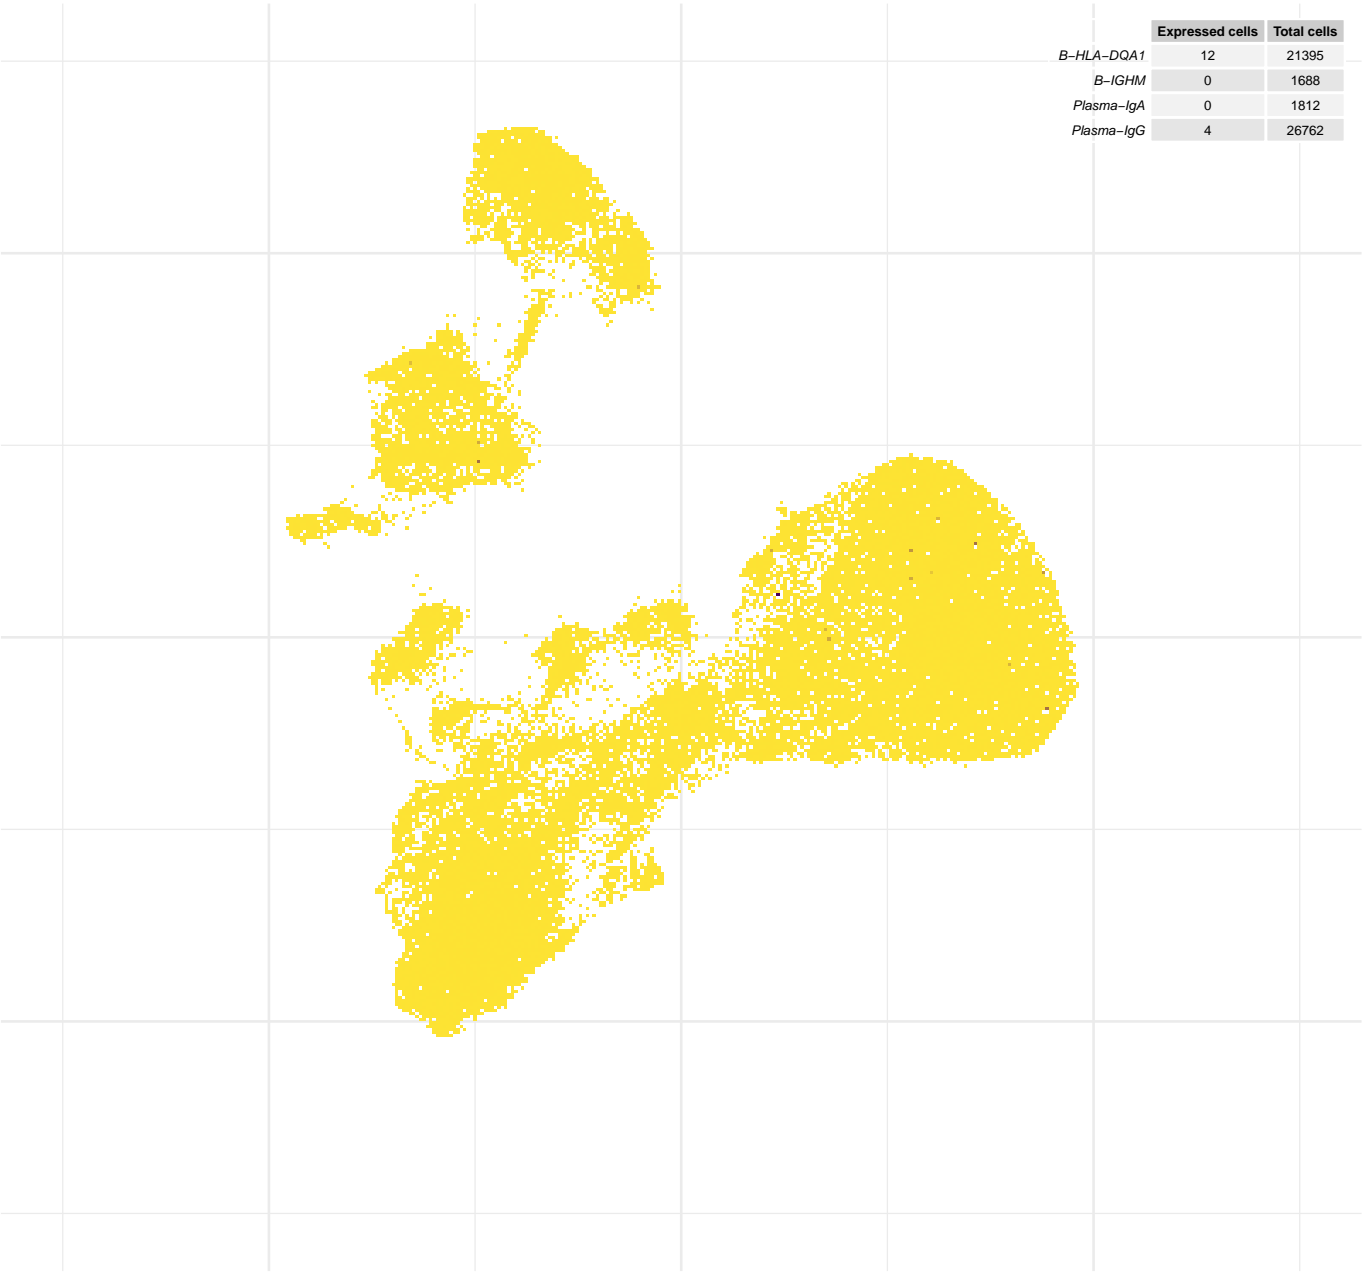 Expressed cells Total cells
B−HLA−DQA1 12 21395
B−IGHM 0 1688
Plasma−IgA 0 1812
Plasma−IgG 4 26762